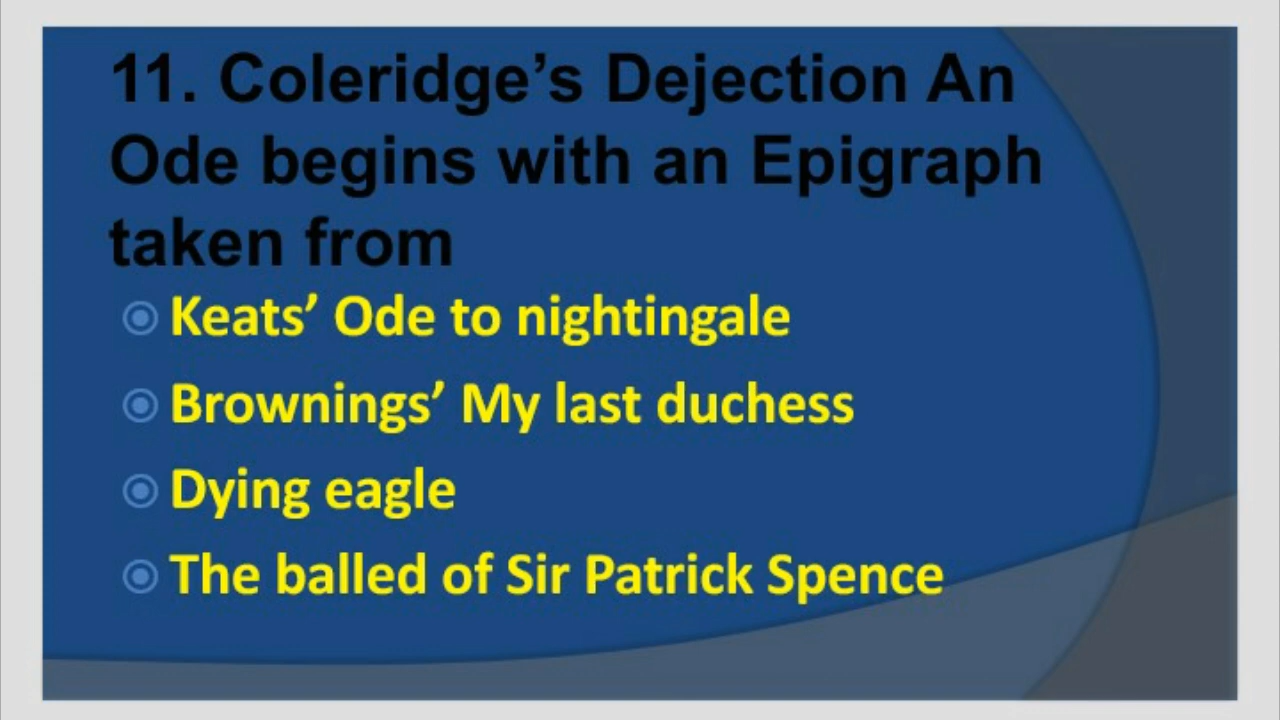 11. Coleridge’s Dejection An
Ode begins with an Epigraph
taken from
Keats’ Ode to nightingale
Brownings’ My last duchess
Dying eagle
The balled of Sir Patrick Spence